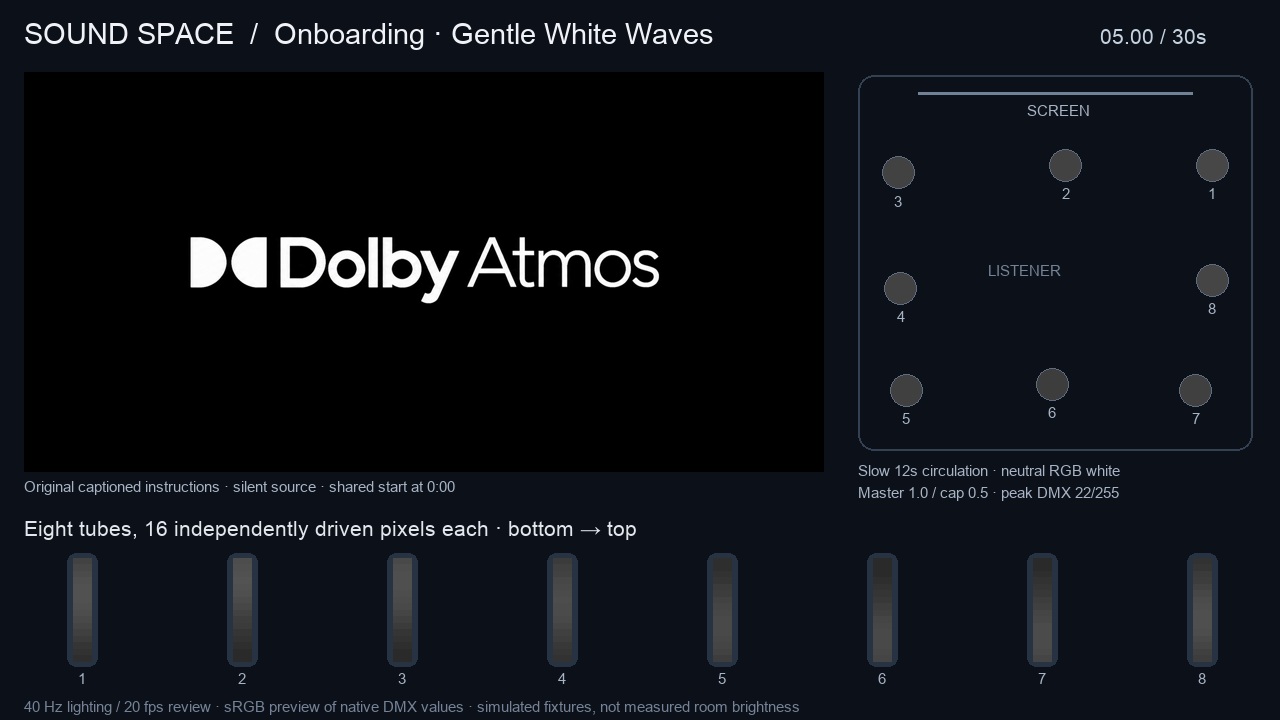 SOUND SPACE / Onboarding · Gentle White Waves
05.00 / 30s
Dolby Atmos
SCREEN
3
2
1
LISTENER
4
8
5
6
7
Original captioned instructions · silent source · shared start at 0:00
Slow 12s circulation · neutral RGB white
Master 1.0 / cap 0.5 · peak DMX 22/255
Eight tubes, 16 independently driven pixels each · bottom → top
1 2 3 4 5 6 7 8
40 Hz lighting / 20 fps review · sRGB preview of native DMX values · simulated fixtures, not measured room brightness